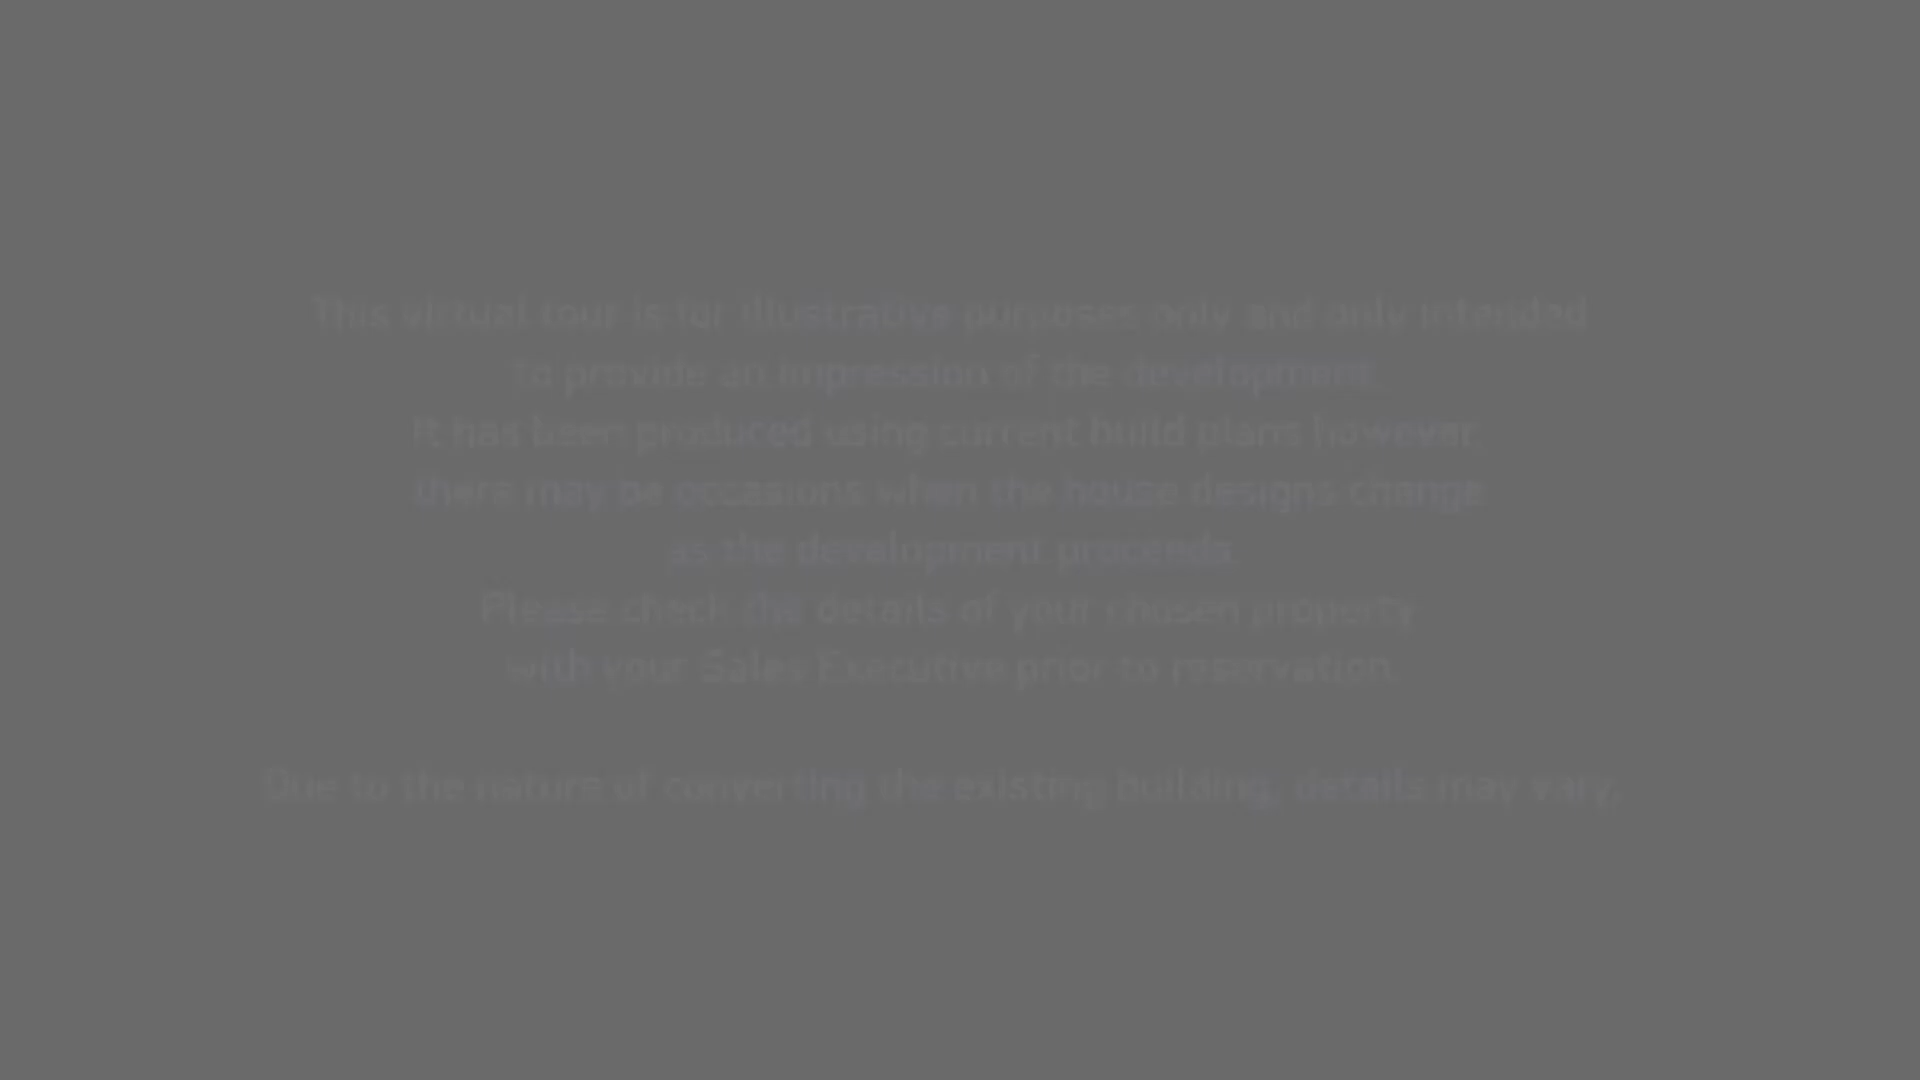 This virtual tour is for illustrative purposes only and only intended
to provide an impression of the development.
It has been produced using current build plans however,
there may be occasions when the house designs change
as the development proceeds.
Please check the details of your chosen property
with your Sales Executive prior to reservation.
Due to the nature of converting the existing building, details may vary.